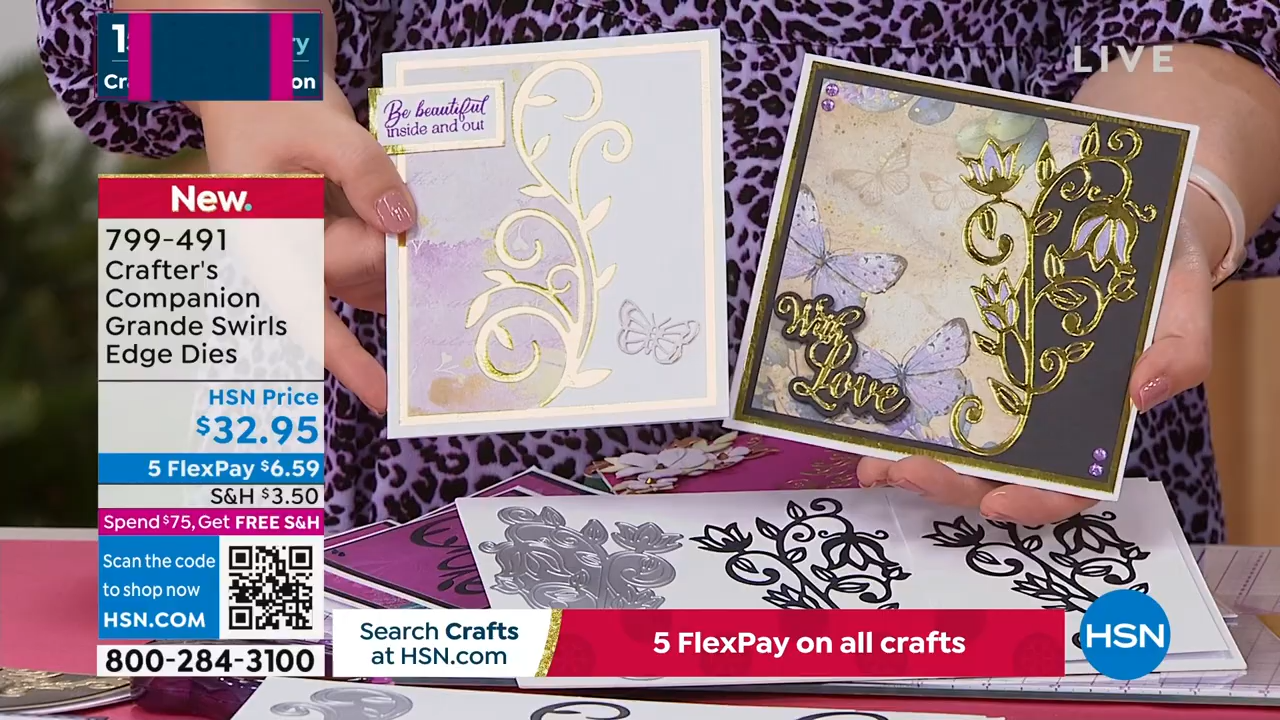 LIVE
New.
799-491
Crafter's
Companion
Grande Swirls
Edge Dies
HSN Price
$32.95
5 FlexPay $6.59
S&H $3.50
Spend $75, Get FREE S&H
Scan the code
to shop now
HSN.COM
800-284-3100
Be beautiful
inside and out
With
Love
Search Crafts
at HSN.com
5 FlexPay on all crafts
HSN